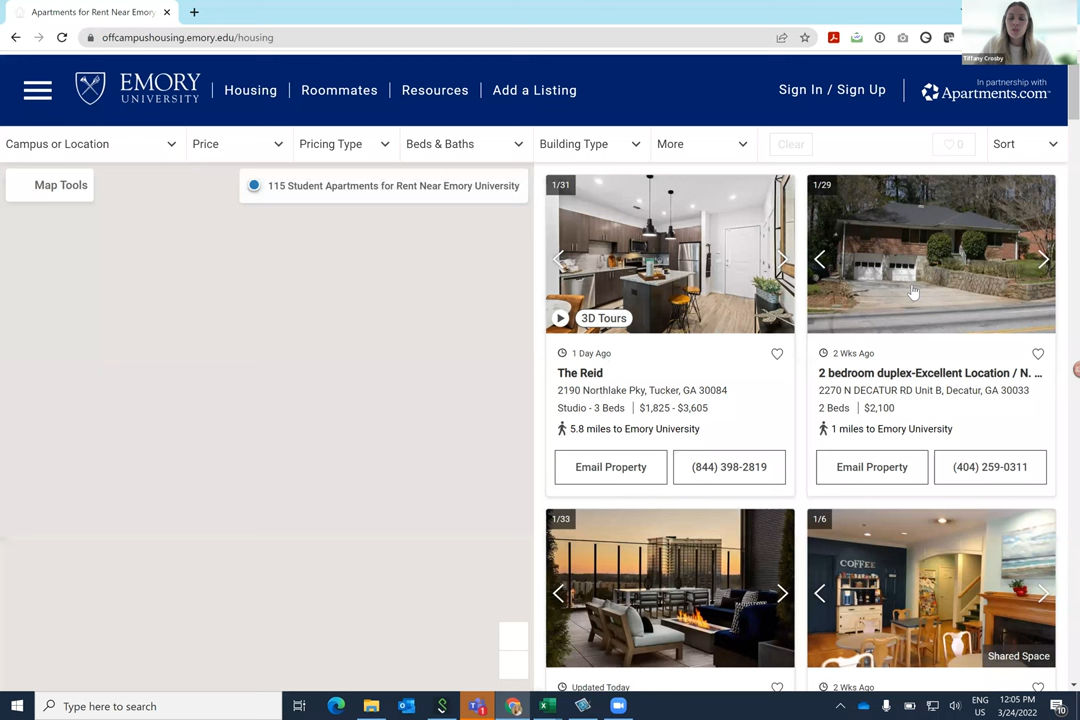 Apartments for Rent Near Emory
offcampushousing.emory.edu/housing
Tiffany Crosby
EMORY
UNIVERSITY
Housing
Roommates
Resources
Add a Listing
Sign In / Sign Up
In partnership with
Apartments.com
Campus or Location
Price
Pricing Type
Beds & Baths
Building Type
More
Clear
0
Sort
Map Tools
115 Student Apartments for Rent Near Emory University
1/31
3D Tours
1 Day Ago
The Reid
2190 Northlake Pky, Tucker, GA 30084
Studio - 3 Beds | $1,825 - $3,605
5.8 miles to Emory University
Email Property
(844) 398-2819
1/29
2 Wks Ago
2 bedroom duplex-Excellent Location / N. ...
2270 N DECATUR RD Unit B, Decatur, GA 30033
2 Beds | $2,100
1 miles to Emory University
Email Property
(404) 259-0311
1/33
Updated Today
1/6
COFFEE
Shared Space
2 Wks Ago
Type here to search
ENG
US
12:05 PM
3/24/2022
10